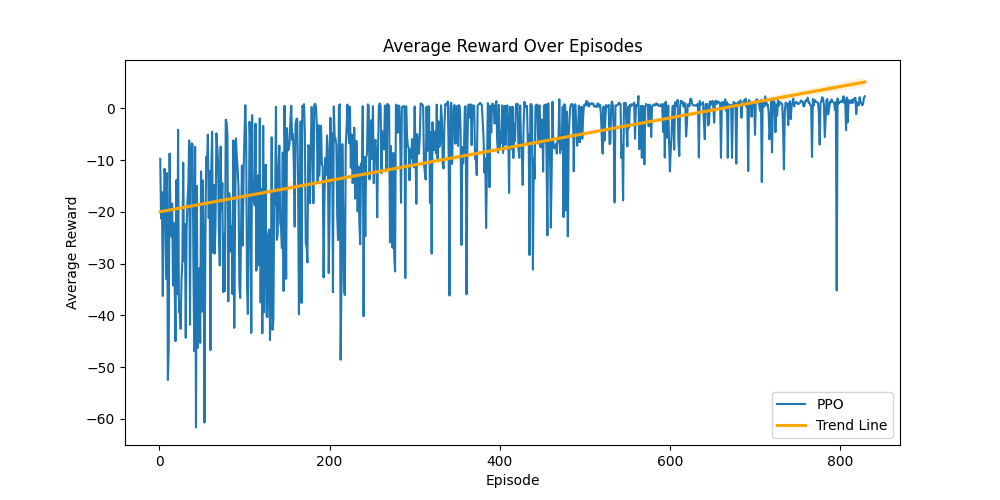 Average Reward Over Episodes
Average Reward
0
−10
−20
−30
−40
−50
−60
0 200 400 600 800
Episode
PPO
Trend Line